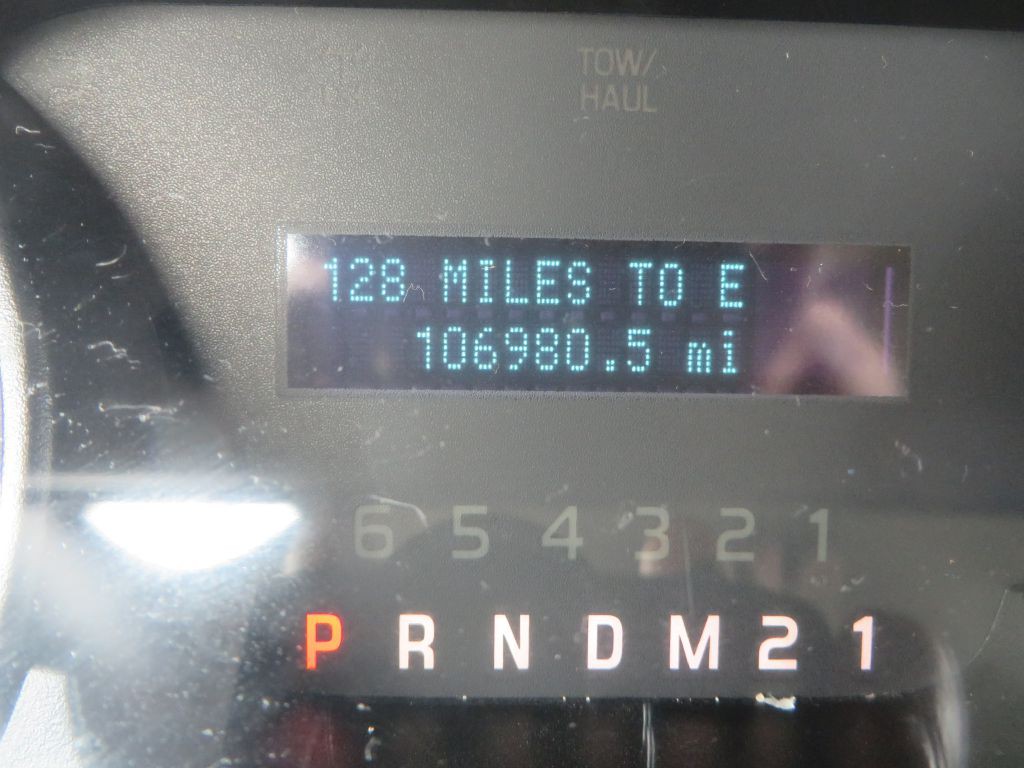 TOW/
HAUL
128 MILES TO E
106980.5 mi
6 5 4 3 2 1
P R N D M 2 1